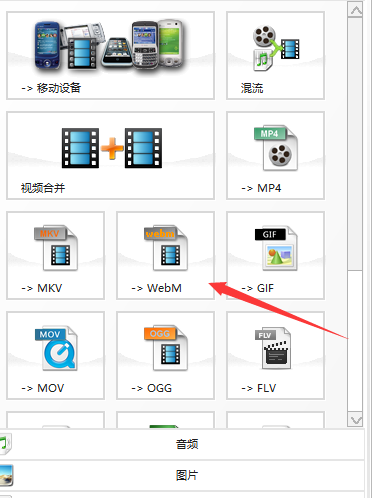 -> 移动设备
混流
视频合并
MP4
-> MP4
MKV
-> MKV
webm
-> WebM
GIF
-> GIF
MOV
-> MOV
OGG
-> OGG
FLV
-> FLV
音频
图片